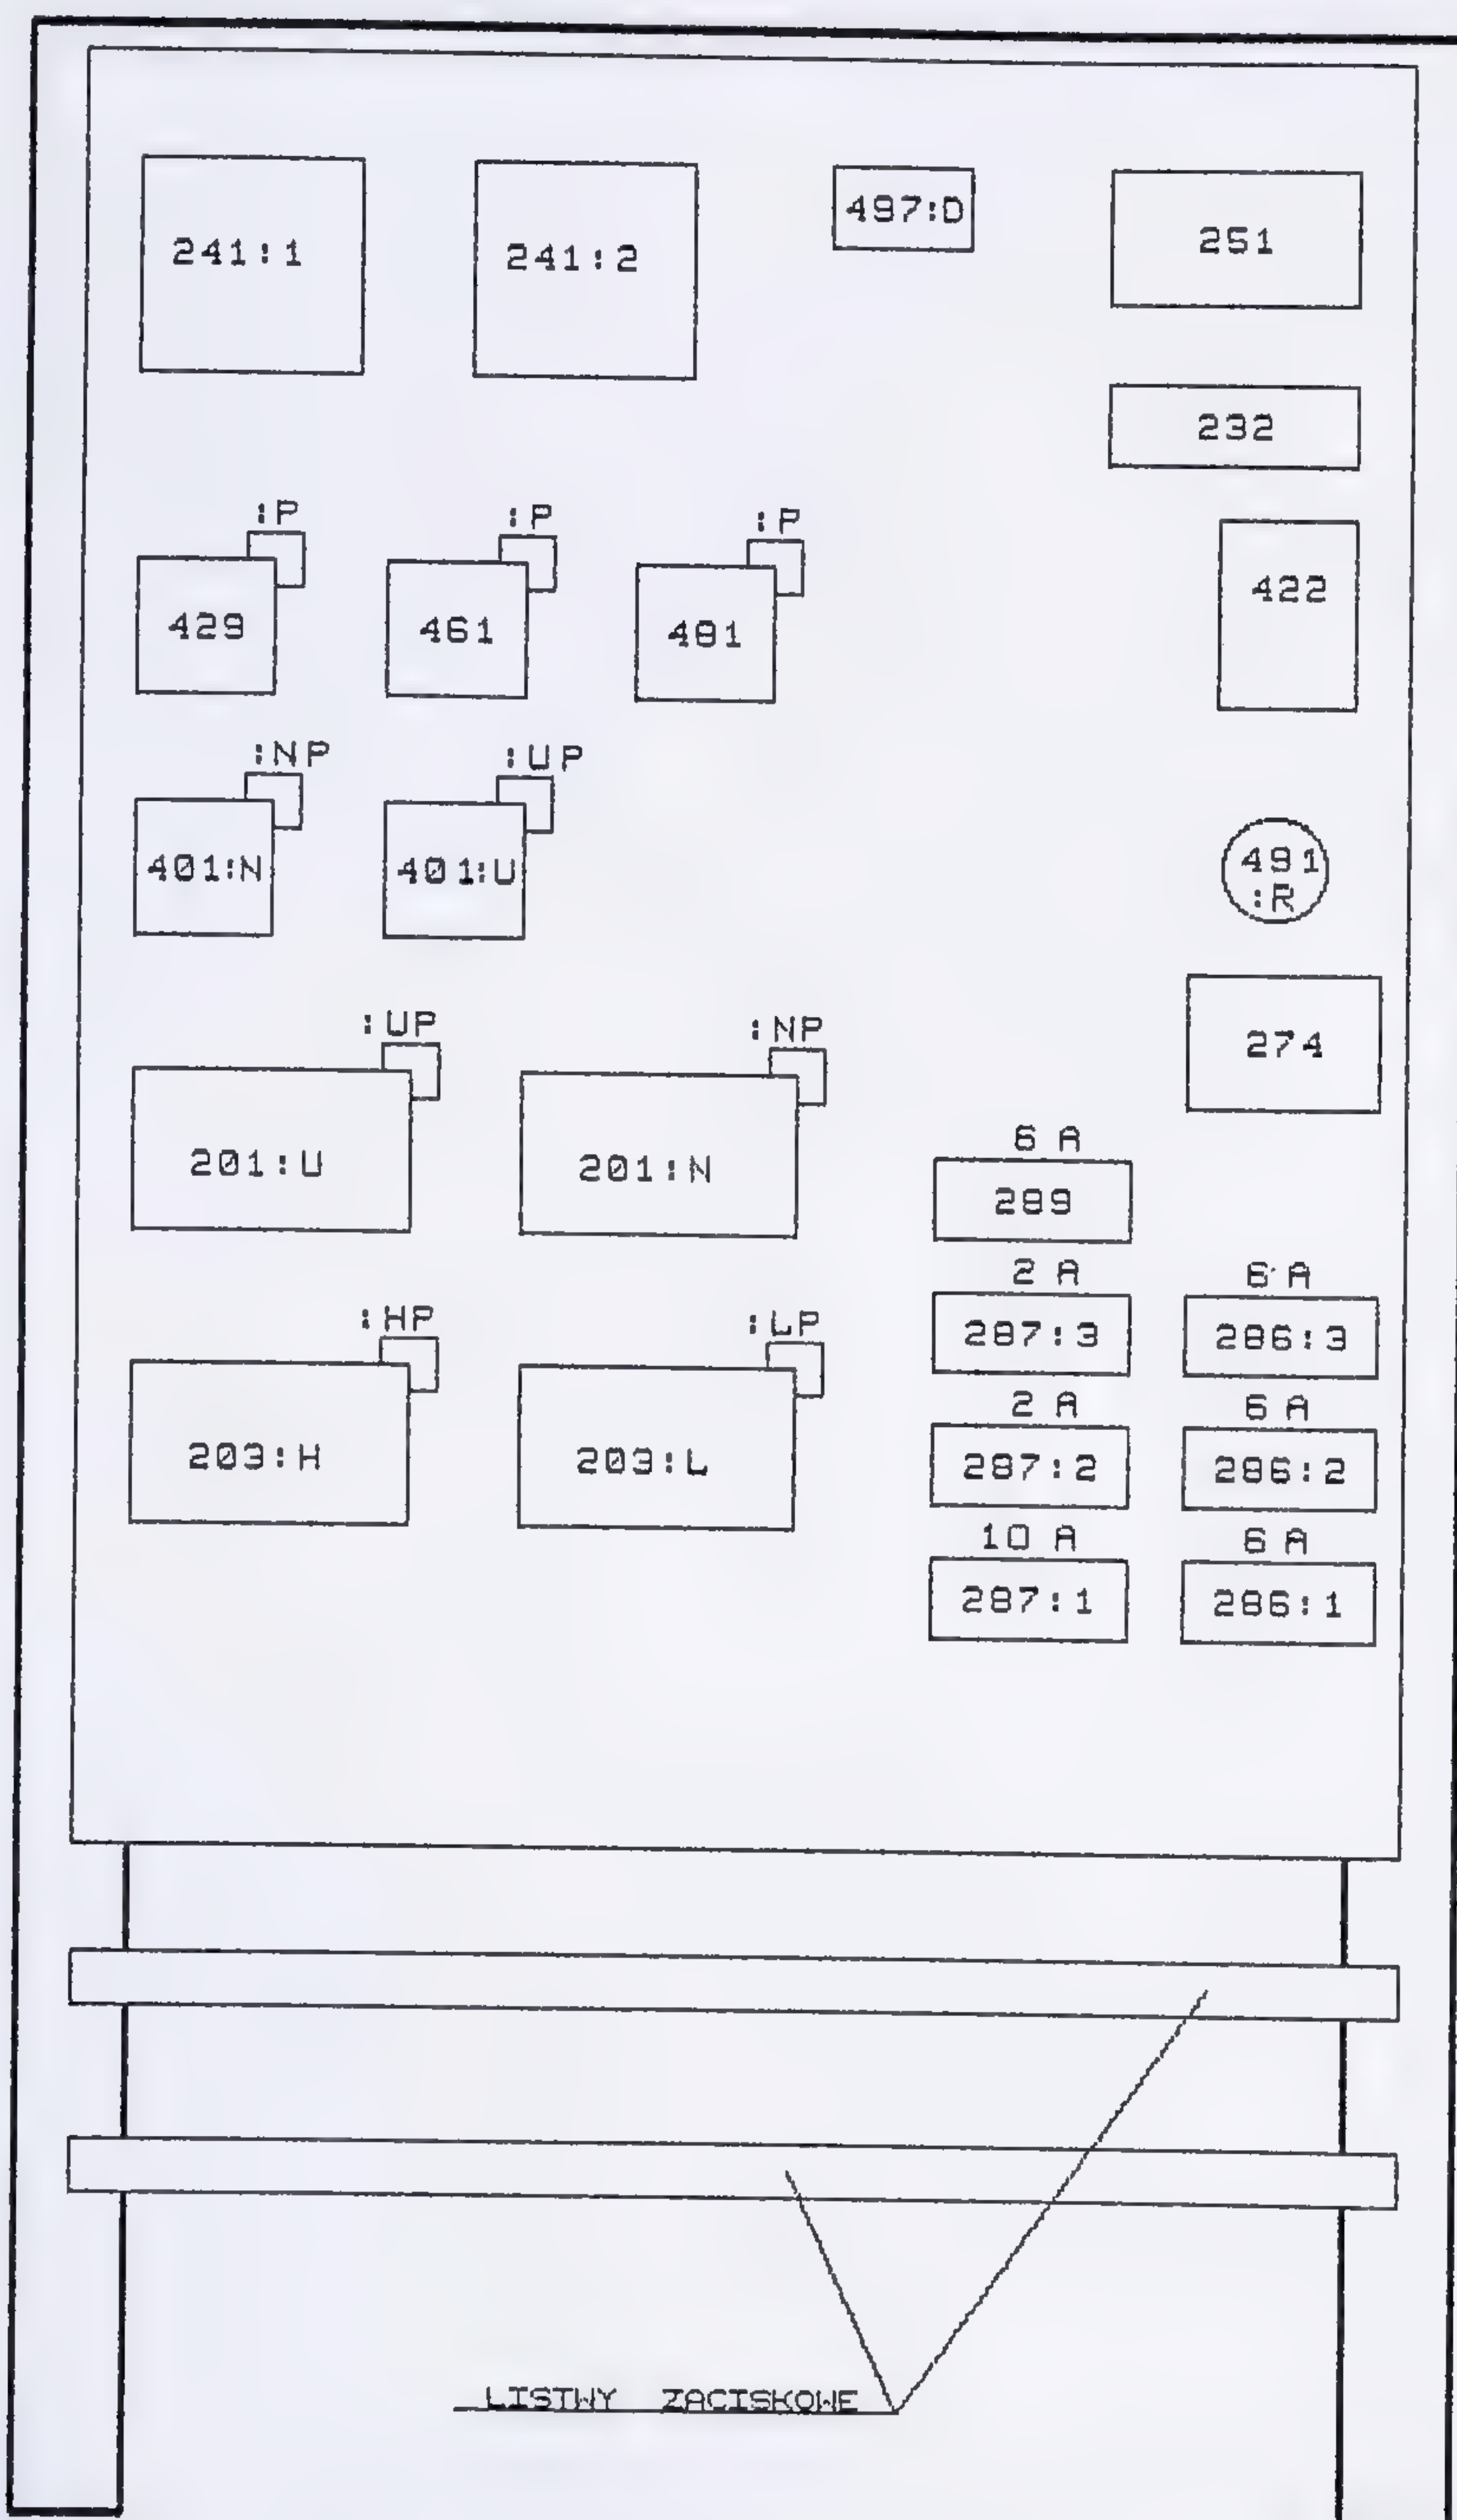 241:1
241:2
497:D
251
232
:P
:P
:P
429
461
481
422
:NP
:UP
401:N
401:U
491
:R
:UP
:NP
274
201:U
201:N
6 A
289
2 A
6 A
:HP
:LP
287:3
286:3
2 A
6 A
203:H
203:L
287:2
286:2
10 A
6 A
287:1
286:1
LISTWY ZACISKOWE